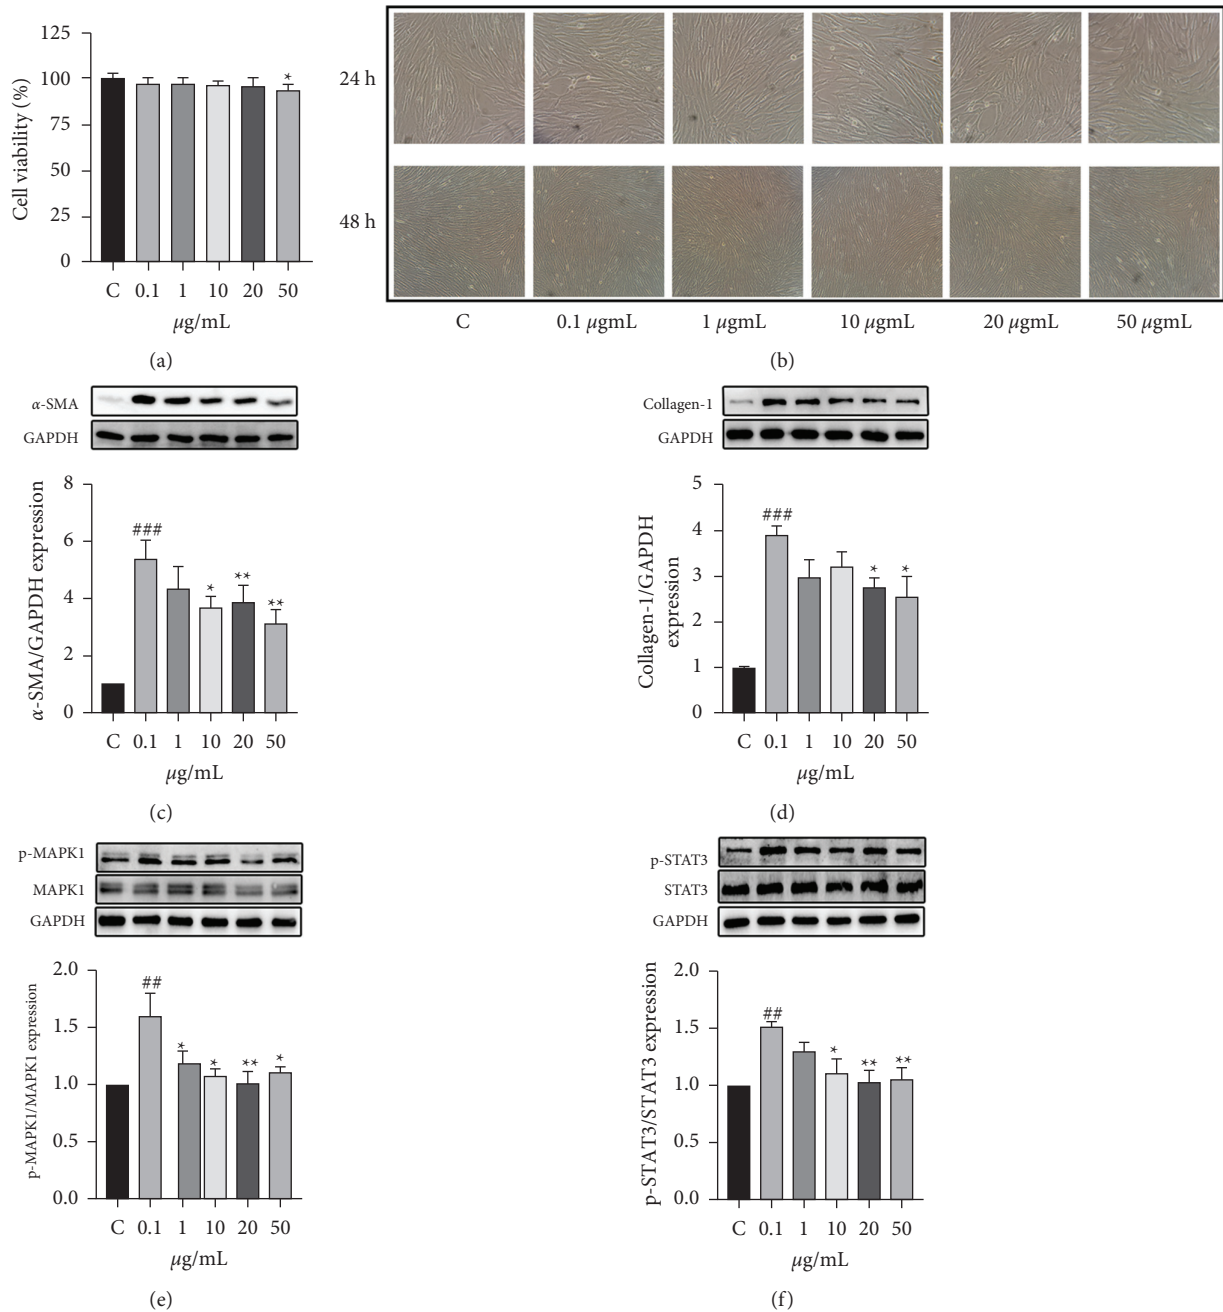 125
100
75
50
25
0
Cell viability (%)
*
C 0.1 1 10 20 50
μg/mL
(a)
24 h
48 h
C 0.1 μgmL 1 μgmL 10 μgmL 20 μgmL 50 μgmL
(b)
α-SMA
GAPDH
8
6
4
2
0
α-SMA/GAPDH expression
### * ** **
C 0.1 1 10 20 50
μg/mL
(c)
Collagen-1
GAPDH
5
4
3
2
1
0
Collagen-1/GAPDH
expression
### * *
C 0.1 1 10 20 50
μg/mL
(d)
p-MAPK1
MAPK1
GAPDH
2.0
1.5
1.0
0.5
0.0
p-MAPK1/MAPK1 expression
## * * ** *
C 0.1 1 10 20 50
μg/mL
(e)
p-STAT3
STAT3
GAPDH
2.0
1.5
1.0
0.5
0.0
p-STAT3/STAT3 expression
## * ** **
C 0.1 1 10 20 50
μg/mL
(f)